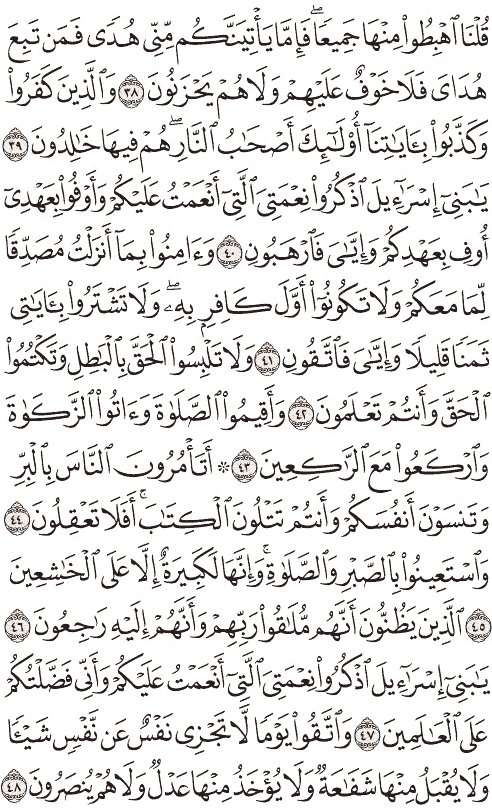 قُلْنَا ٱهْبِطُوا۟ مِنْهَا جَمِيعًۭا ۖ فَإِمَّا يَأْتِيَنَّكُم مِّنِّى هُدًۭى فَمَن تَبِعَ
هُدَاىَ فَلَا خَوْفٌ عَلَيْهِمْ وَلَا هُمْ يَحْزَنُونَ ٣٨ وَٱلَّذِينَ كَفَرُوا۟
وَكَذَّبُوا۟ بِـَٔايَـٰتِنَآ أُو۟لَـٰٓئِكَ أَصْحَـٰبُ ٱلنَّارِ ۖ هُمْ فِيهَا خَـٰلِدُونَ ٣٩
يَـٰبَنِىٓ إِسْرَٰٓءِيلَ ٱذْكُرُوا۟ نِعْمَتِىَ ٱلَّتِىٓ أَنْعَمْتُ عَلَيْكُمْ وَأَوْفُوا۟ بِعَهْدِىٓ
أُوفِ بِعَهْدِكُمْ وَإِيَّـٰىَ فَٱرْهَبُونِ ٤٠ وَءَامِنُوا۟ بِمَآ أَنزَلْتُ مُصَدِّقًۭا
لِّمَا مَعَكُمْ وَلَا تَكُونُوٓا۟ أَوَّلَ كَافِرٍۭ بِهِۦ ۖ وَلَا تَشْتَرُوا۟ بِـَٔايَـٰتِى
ثَمَنًۭا قَلِيلًۭا وَإِيَّـٰىَ فَٱتَّقُونِ ٤١ وَلَا تَلْبِسُوا۟ ٱلْحَقَّ بِٱلْبَـٰطِلِ وَتَكْتُمُوا۟
ٱلْحَقَّ وَأَنتُمْ تَعْلَمُونَ ٤٢ وَأَقِيمُوا۟ ٱلصَّلَوٰةَ وَءَاتُوا۟ ٱلزَّكَوٰةَ
وَٱرْكَعُوا۟ مَعَ ٱلرَّٰكِعِينَ ٤٣ ۞ أَتَأْمُرُونَ ٱلنَّاسَ بِٱلْبِرِّ
وَتَنسَوْنَ أَنفُسَكُمْ وَأَنتُمْ تَتْلُونَ ٱلْكِتَـٰبَ ۚ أَفَلَا تَعْقِلُونَ ٤٤
وَٱسْتَعِينُوا۟ بِٱلصَّبْرِ وَٱلصَّلَوٰةِ ۚ وَإِنَّهَا لَكَبِيرَةٌ إِلَّا عَلَى ٱلْخَـٰشِعِينَ
٤٥ ٱلَّذِينَ يَظُنُّونَ أَنَّهُم مُّلَـٰقُوا۟ رَبِّهِمْ وَأَنَّهُمْ إِلَيْهِ رَٰجِعُونَ ٤٦
يَـٰبَنِىٓ إِسْرَٰٓءِيلَ ٱذْكُرُوا۟ نِعْمَتِىَ ٱلَّتِىٓ أَنْعَمْتُ عَلَيْكُمْ وَأَنِّى فَضَّلْتُكُمْ
عَلَى ٱلْعَـٰلَمِينَ ٤٧ وَٱتَّقُوا۟ يَوْمًۭا لَّا تَجْزِى نَفْسٌ عَن نَّفْسٍۢ شَيْـًۭٔا
وَلَا يُقْبَلُ مِنْهَا شَفَـٰعَةٌۭ وَلَا يُؤْخَذُ مِنْهَا عَدْلٌۭ وَلَا هُمْ يُنصَرُونَ ٤٨